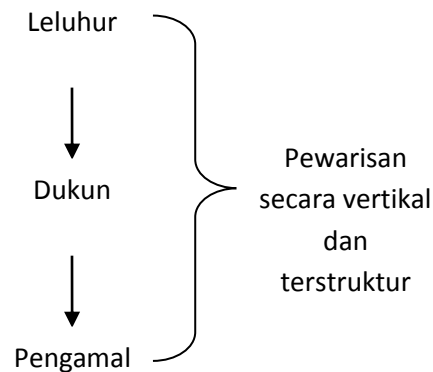 Leluhur
Dukun
Pengamal
Pewarisan
secara vertikal
dan
terstruktur